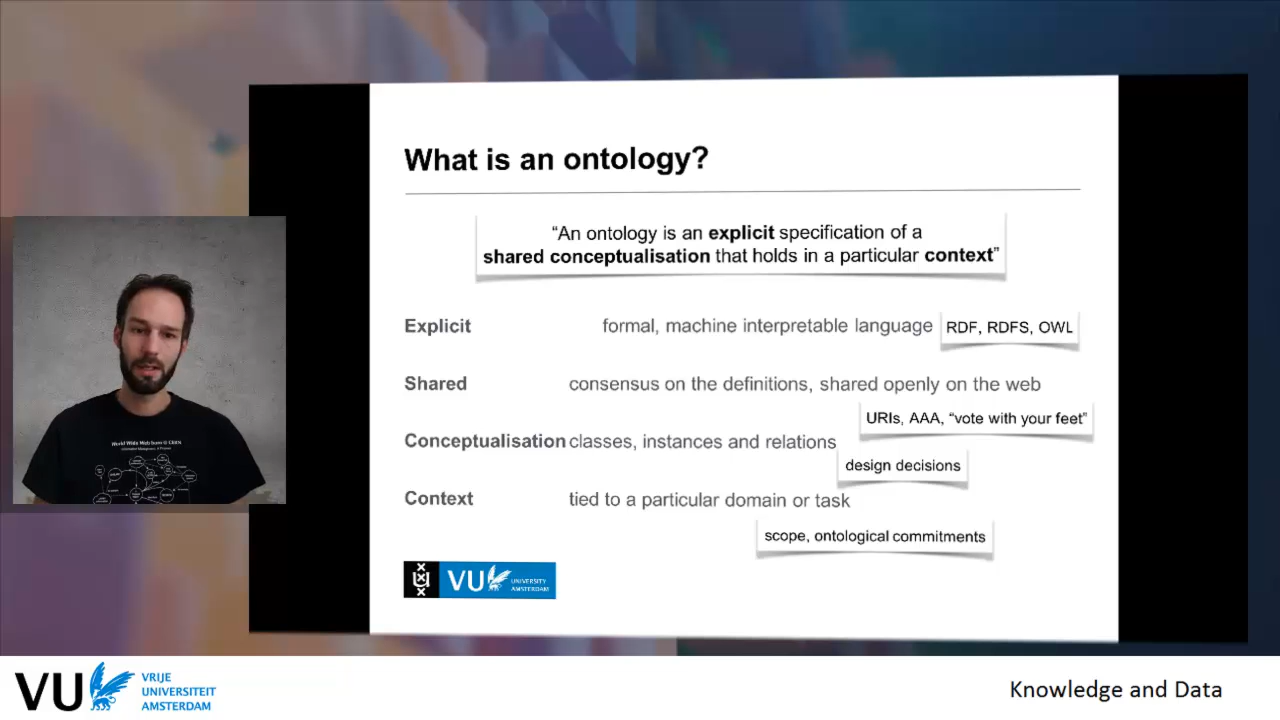 What is an ontology?
“An ontology is an explicit specification of a
shared conceptualisation that holds in a particular context”
Explicit formal, machine interpretable language RDF, RDFS, OWL
Shared consensus on the definitions, shared openly on the web
URIs, AAA, “vote with your feet”
Conceptualisation classes, instances and relations
design decisions
Context tied to a particular domain or task
scope, ontological commitments
VU UNIVERSITY
AMSTERDAM
World Wide Web
VU VRIJE
UNIVERSITEIT
AMSTERDAM
Knowledge and Data